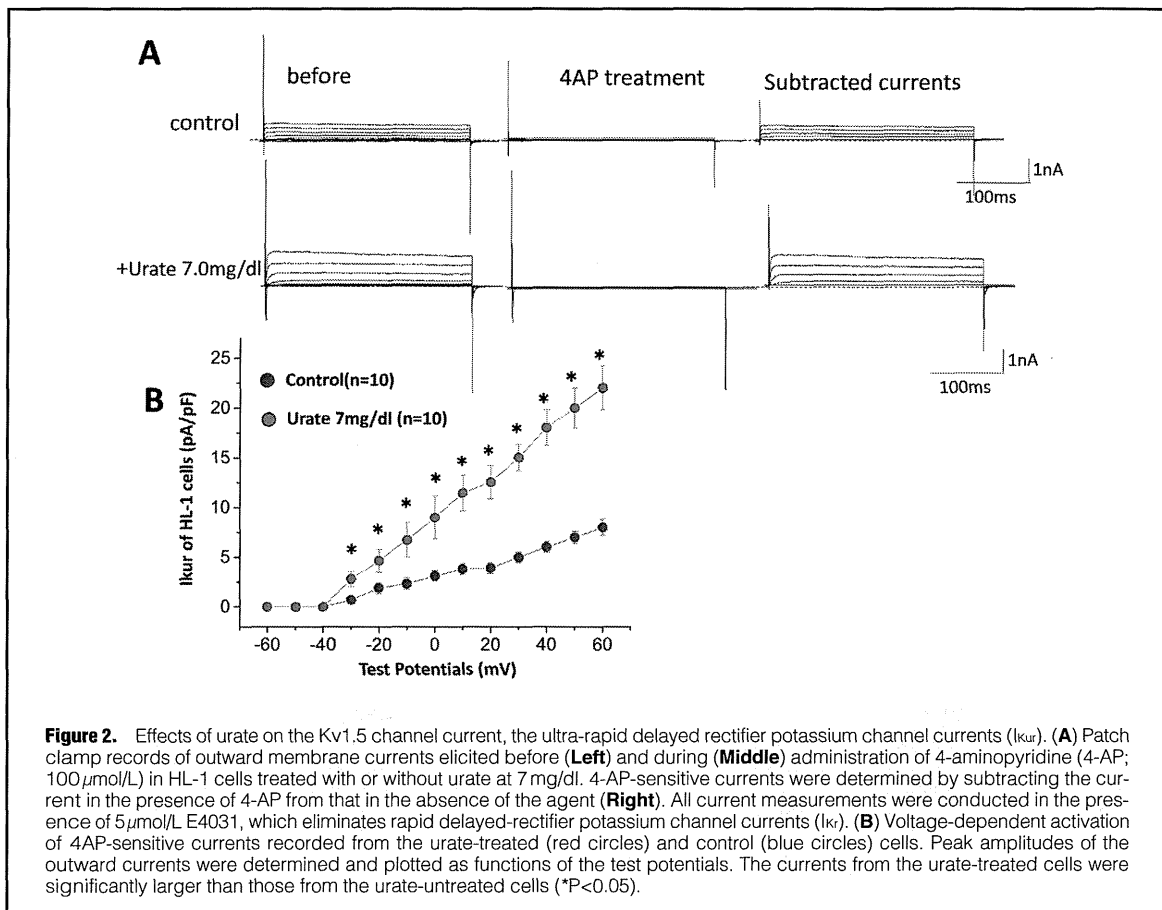 A
before
4AP treatment
Subtracted currents
control
1nA
100ms
+Urate 7.0mg/dl
1nA
100ms
B
Control(n=10)
Urate 7mg/dl (n=10)
Ikur of HL-1 cells (pA/pF)
25
20
15
10
5
0
* * * * * * * * * *
-60 -40 -20 0 20 40 60
Test Potentials (mV)
Figure 2. Effects of urate on the Kv1.5 channel current, the ultra-rapid delayed rectifier potassium channel currents (IKur). (A) Patch
clamp records of outward membrane currents elicited before (Left) and during (Middle) administration of 4-aminopyridine (4-AP;
100μmol/L) in HL-1 cells treated with or without urate at 7mg/dl. 4-AP-sensitive currents were determined by subtracting the cur-
rent in the presence of 4-AP from that in the absence of the agent (Right). All current measurements were conducted in the pres-
ence of 5μmol/L E4031, which eliminates rapid delayed-rectifier potassium channel currents (IKr). (B) Voltage-dependent activation
of 4AP-sensitive currents recorded from the urate-treated (red circles) and control (blue circles) cells. Peak amplitudes of the
outward currents were determined and plotted as functions of the test potentials. The currents from the urate-treated cells were
significantly larger than those from the urate-untreated cells (*P<0.05).